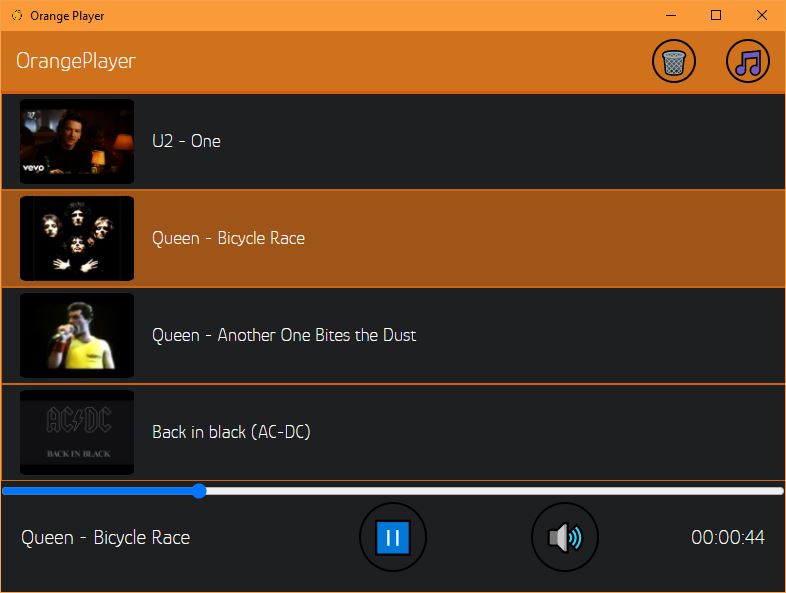 Orange Player
OrangePlayer
vevo
U2 - One
Queen - Bicycle Race
Queen - Another One Bites the Dust
AC⚡DC
BACK IN BLACK
Back in black (AC-DC)
Queen - Bicycle Race
00:00:44